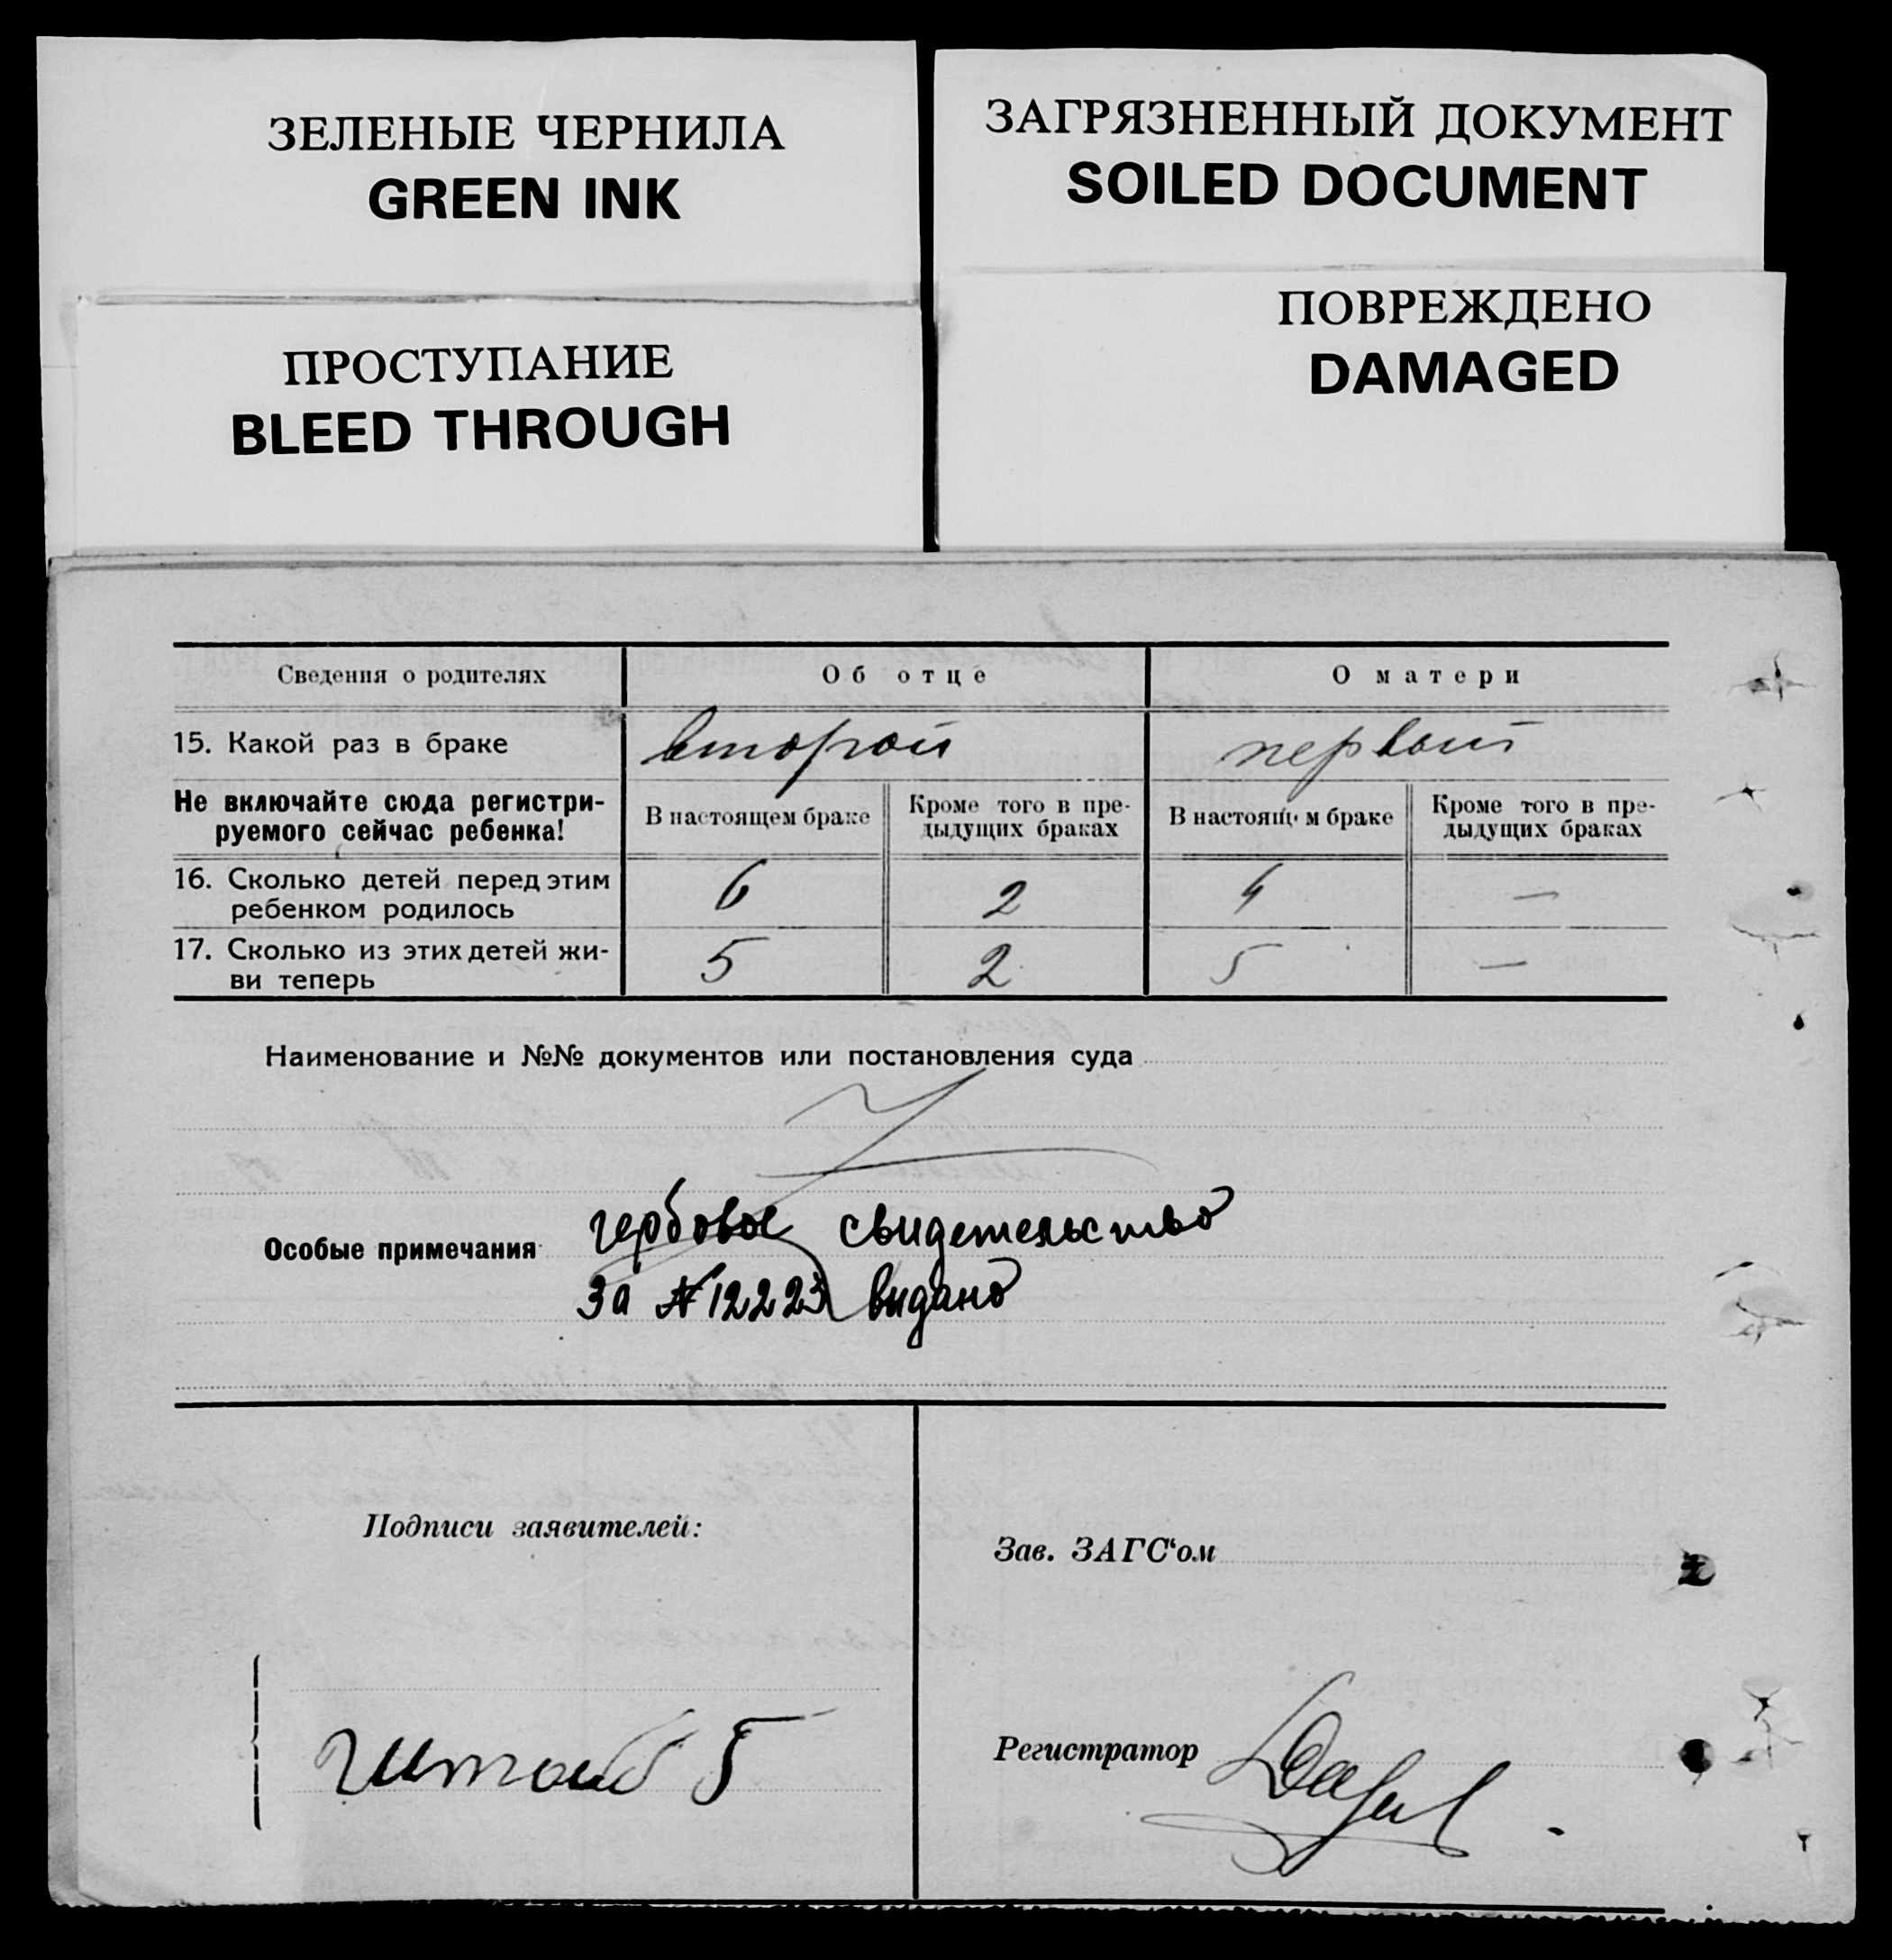 ЗЕЛЕНЫЕ ЧЕРНИЛА
GREEN INK
ПРОСТУПАНИЕ
BLEED THROUGH
ЗАГРЯЗНЕННЫЙ ДОКУМЕНТ
SOILED DOCUMENT
ПОВРЕЖДЕНО
DAMAGED
Сведения о родителях Об отце О матери
15. Какой раз в браке второй первый
Не включайте сюда регистри-
руемого сейчас ребенка!
В настоящем браке
Кроме того в пре-
дыдущих браках
В настоящем браке
Кроме того в пре-
дыдущих браках
16. Сколько детей перед этим
ребенком родилось
6 2 —
17. Сколько из этих детей жи-
ви теперь
5 2 5 —
Наименование и №№ документов или постановления суда
Особые примечания гербовое свидетельство
За № 12223 видано
Подписи заявителей:
Зав. ЗАГС‘ом
Регистратор